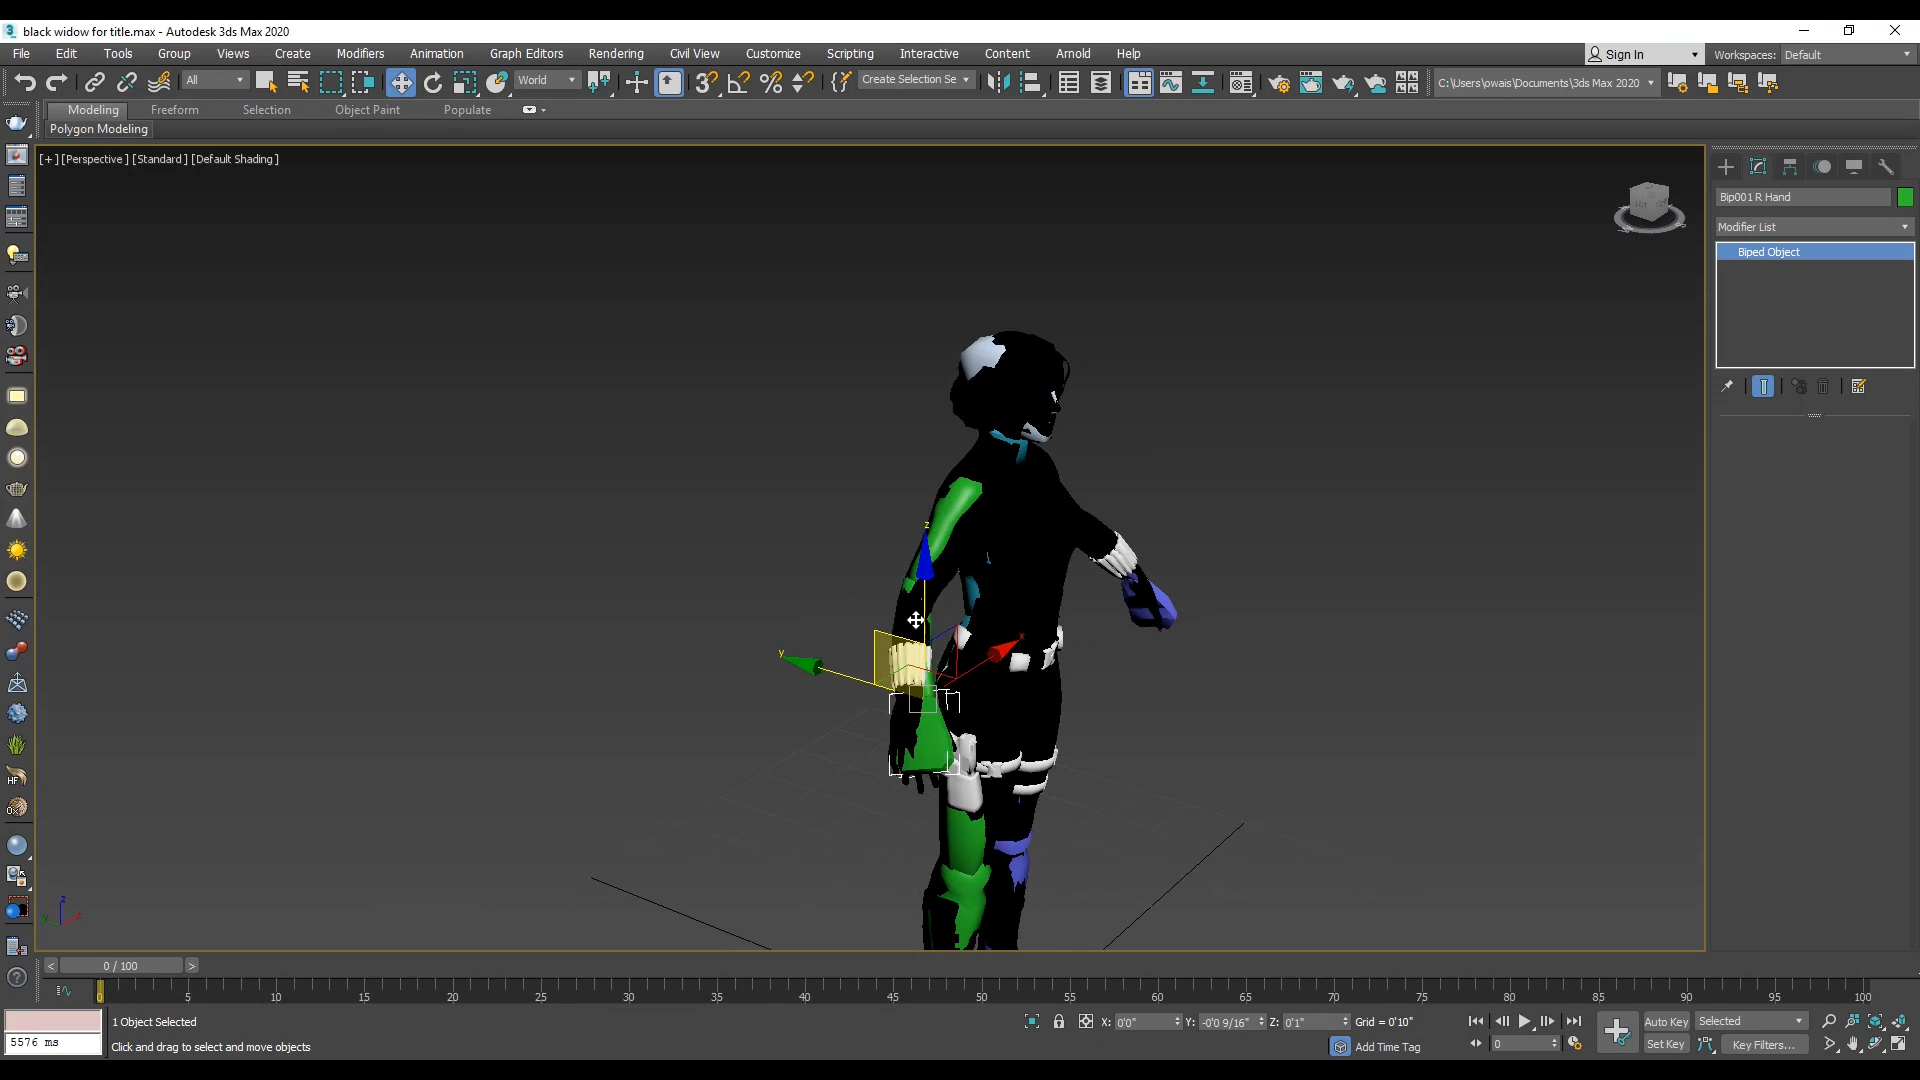 3 black widow for title.max - Autodesk 3ds Max 2020
File Edit Tools Group Views Create Modifiers Animation Graph Editors Rendering Civil View Customize Scripting Interactive Content Arnold Help
Sign In Workspaces: Default
All World Create Selection Se C:\Users\owais\Documents\3ds Max 2020
Modeling Freeform Selection Object Paint Populate
Polygon Modeling
[+] [Perspective] [Standard] [Default Shading]
Bip001 R Hand
Modifier List
Biped Object
z
y
x
HF
z
y x
< 0 / 100 >
0 5 10 15 20 25 30 35 40 45 50 55 60 65 70 75 80 85 90 95 100
1 Object Selected X: 0'0" Y: -0'0 9/16" Z: 0'1" Grid = 0'10" Auto Key Selected
5576 ms Click and drag to select and move objects Add Time Tag 0 Set Key Key Filters...